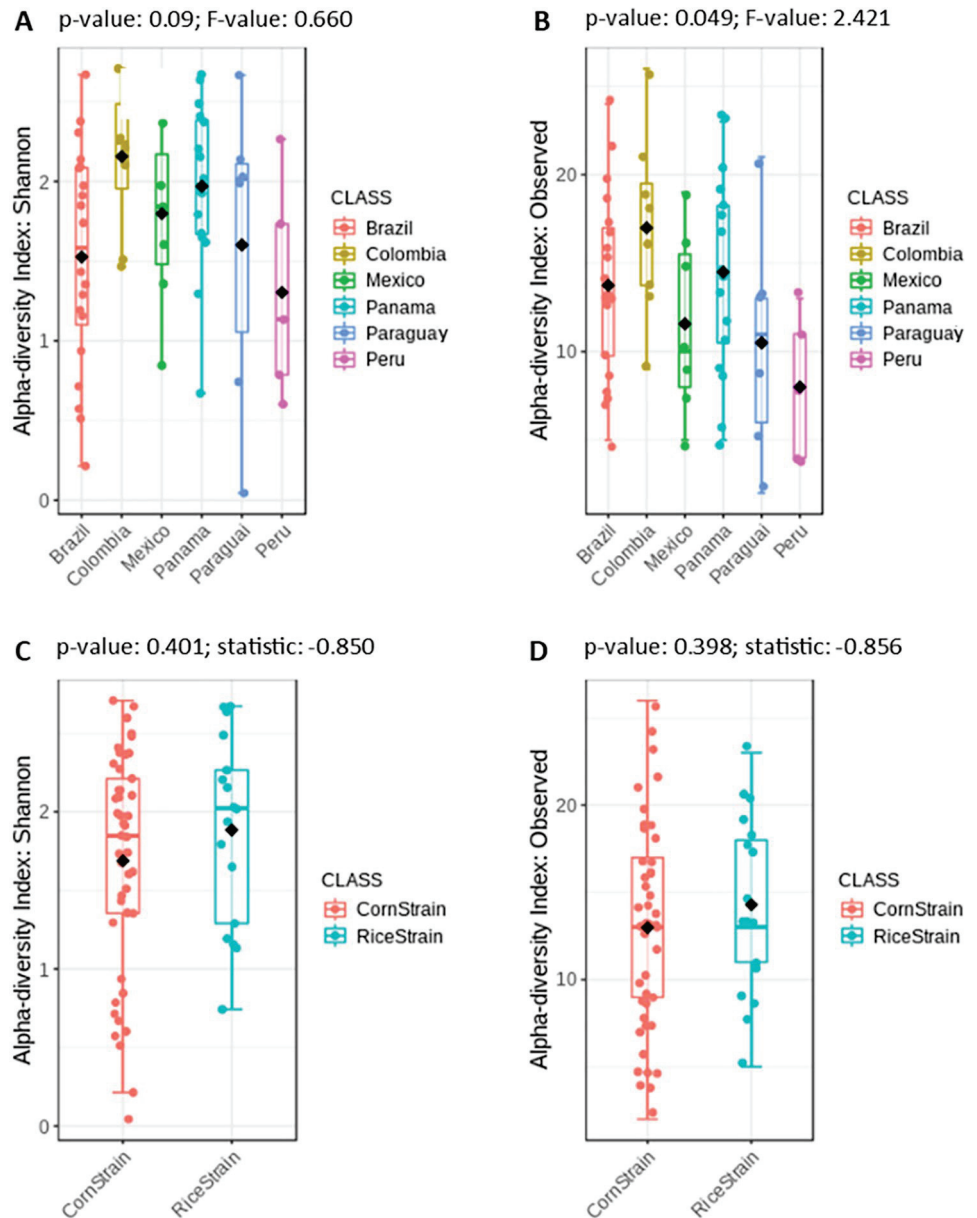 A p-value: 0.09; F-value: 0.660
Alpha-diversity Index: Shannon
2
1
0
Brazil
Colombia
Mexico
Panama
Paraguai
Peru
CLASS
Brazil
Colombia
Mexico
Panama
Paraguay
Peru
B p-value: 0.049; F-value: 2.421
Alpha-diversity Index: Observed
20
10
Brazil
Colombia
Mexico
Panama
Paraguai
Peru
CLASS
Brazil
Colombia
Mexico
Panama
Paraguay
Peru
C p-value: 0.401; statistic: -0.850
Alpha-diversity Index: Shannon
2
1
0
CornStrain
RiceStrain
CLASS
CornStrain
RiceStrain
D p-value: 0.398; statistic: -0.856
Alpha-diversity Index: Observed
20
10
CornStrain
RiceStrain
CLASS
CornStrain
RiceStrain